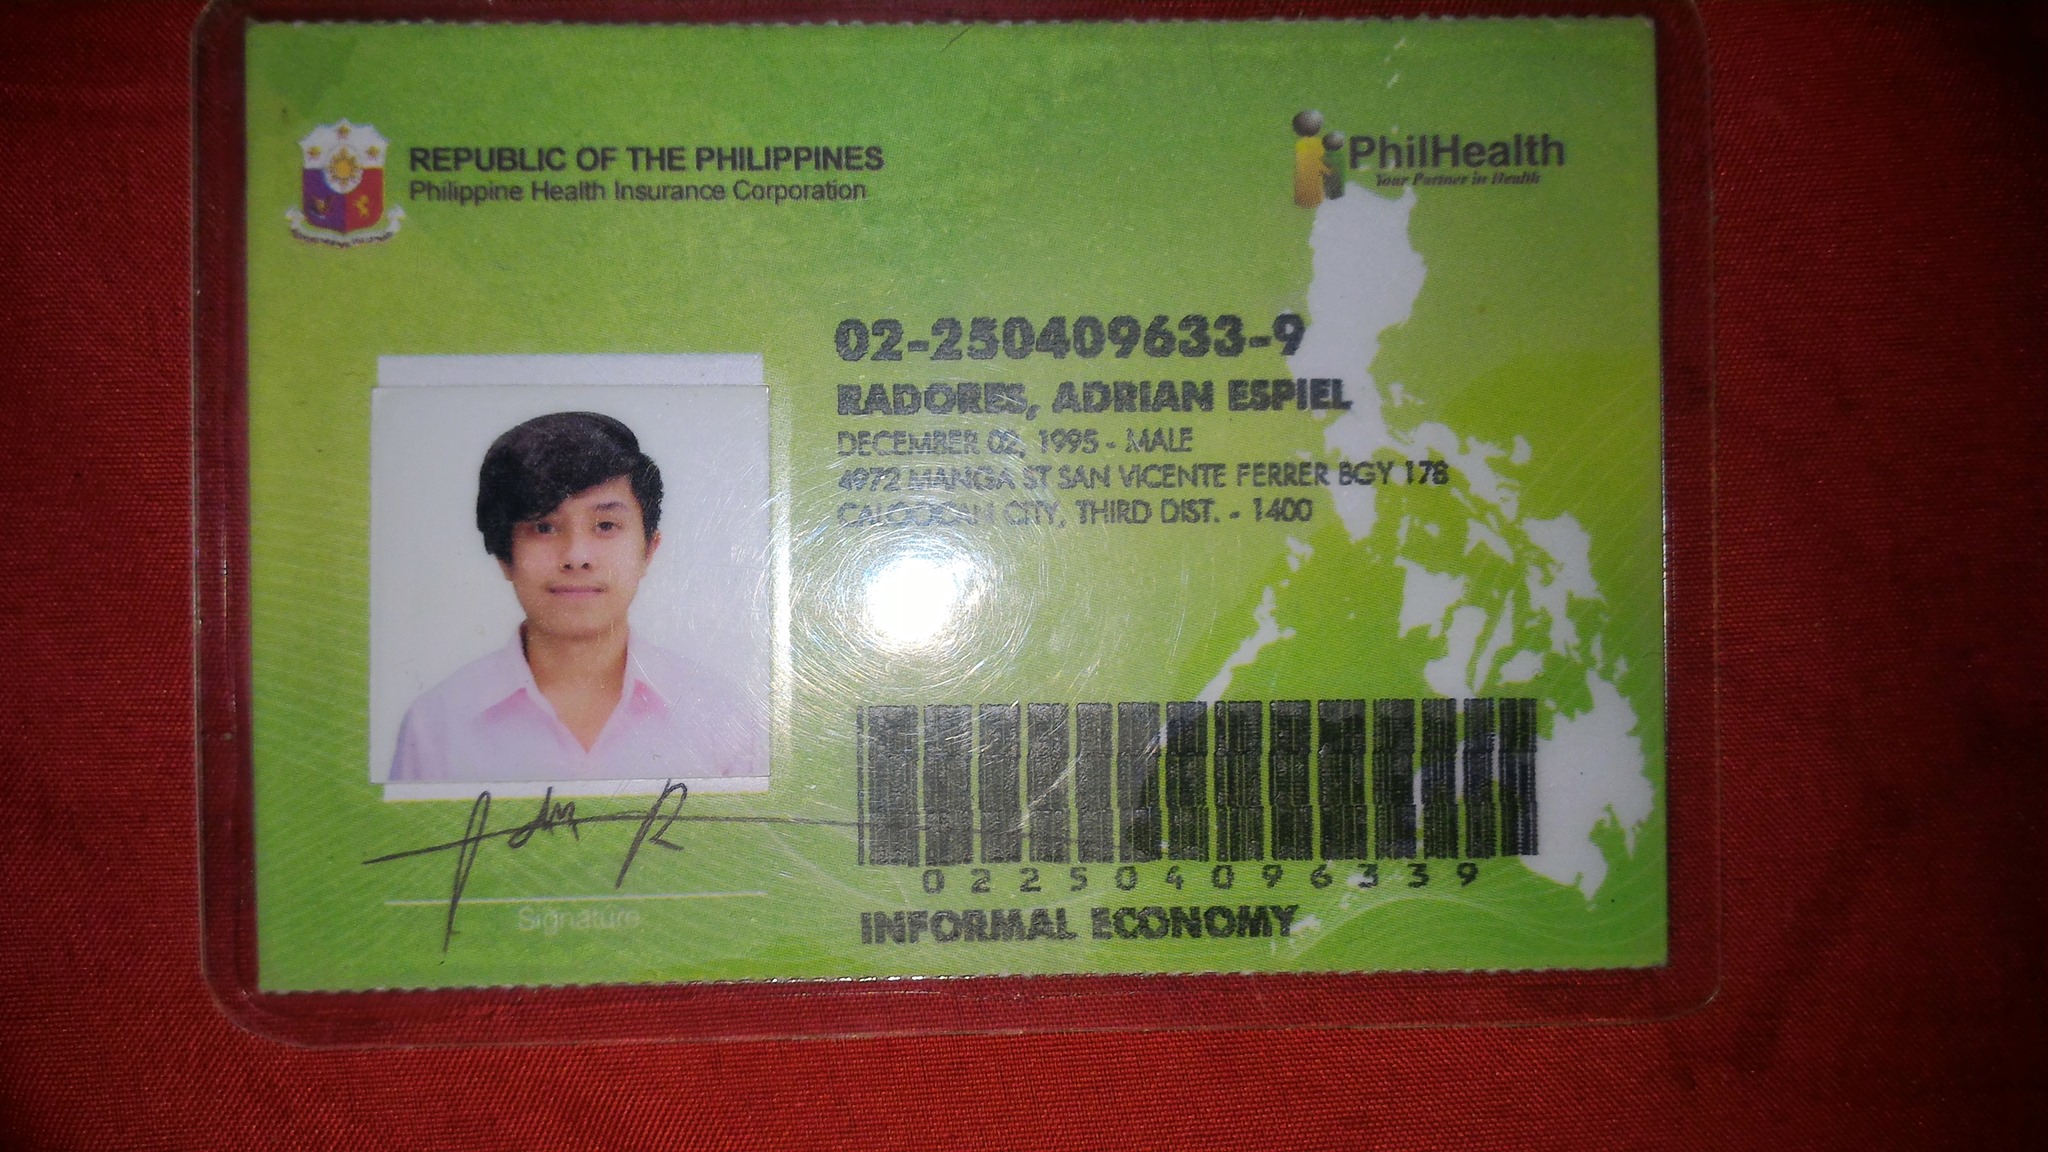 REPUBLIC OF THE PHILIPPINES
Philippine Health Insurance Corporation
PhilHealth
Your Partner in Health
02-250409633-9
RADORES, ADRIAN ESPIEL
DECEMBER 02, 1995 - MALE
4972 MANGA ST SAN VICENTE FERRER BGY 178
CALOOCAN CITY, THIRD DIST. - 1400
022504096339
INFORMAL ECONOMY
Signature